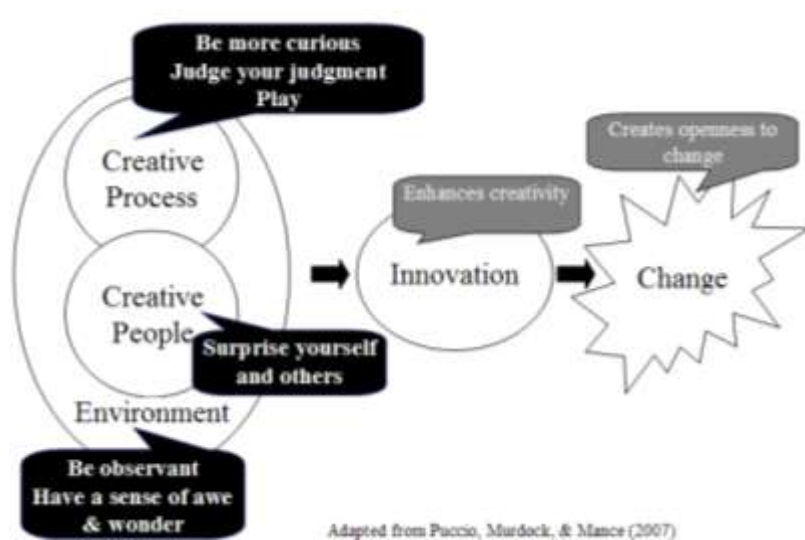 Be more curious
Judge your judgment
Play
Creative
Process
Creative
People
Surprise yourself
and others
Environment
Be observant
Have a sense of awe
& wonder
Enhances creativity
Innovation
Creates openness to
change
Change
Adapted from Puccio, Murdock, & Mance (2007)